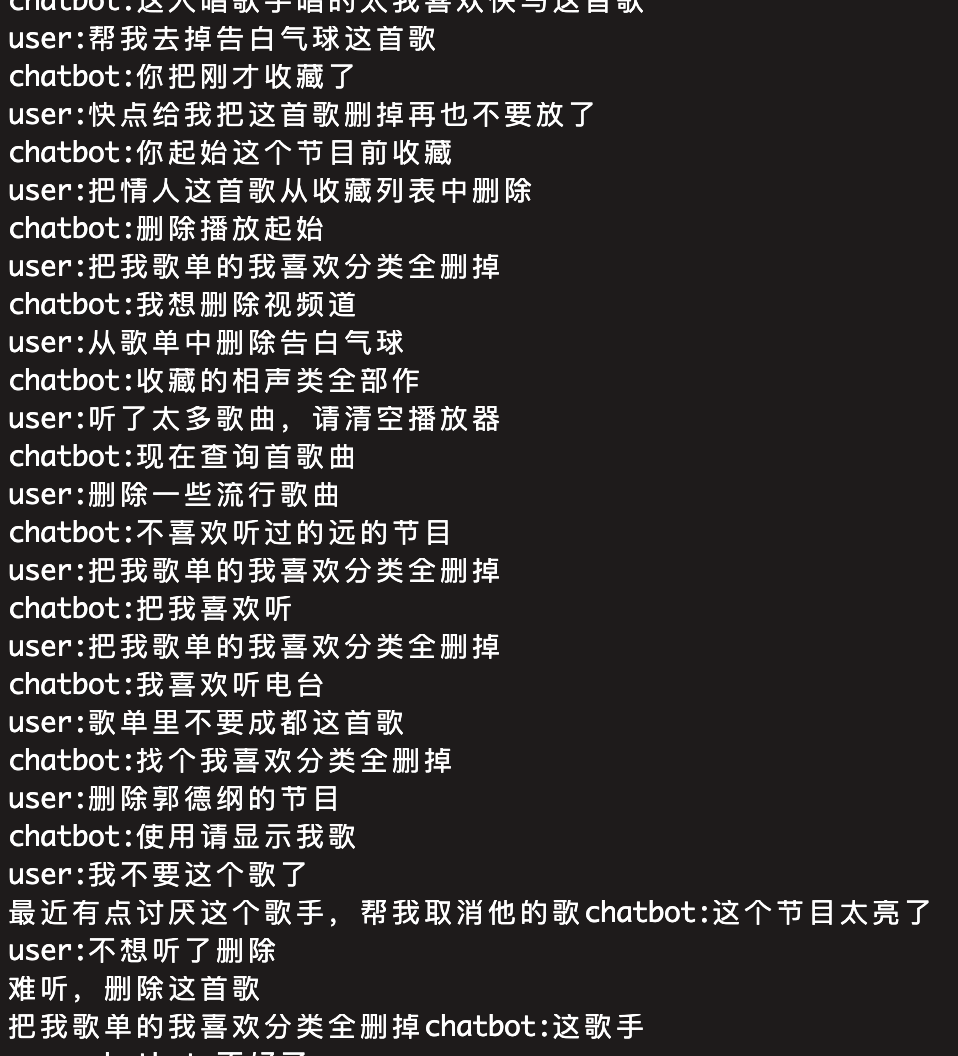 chatbot:这人唱歌手唱的太我喜欢快与这首歌
user:帮我去掉告白气球这首歌
chatbot:你把刚才收藏了
user:快点给我把这首歌删掉再也不要放了
chatbot:你起始这个节目前收藏
user:把情人这首歌从收藏列表中删除
chatbot:删除播放起始
user:把我歌单的我喜欢分类全删掉
chatbot:我想删除视频道
user:从歌单中删除告白气球
chatbot:收藏的相声类全部作
user:听了太多歌曲，请清空播放器
chatbot:现在查询首歌曲
user:删除一些流行歌曲
chatbot:不喜欢听过的远的节目
user:把我歌单的我喜欢分类全删掉
chatbot:把我喜欢听
user:把我歌单的我喜欢分类全删掉
chatbot:我喜欢听电台
user:歌单里不要成都这首歌
chatbot:找个我喜欢分类全删掉
user:删除郭德纲的节目
chatbot:使用请显示我歌
user:我不要这个歌了
最近有点讨厌这个歌手，帮我取消他的歌chatbot:这个节目太亮了
user:不想听了删除
难听，删除这首歌
把我歌单的我喜欢分类全删掉chatbot:这歌手